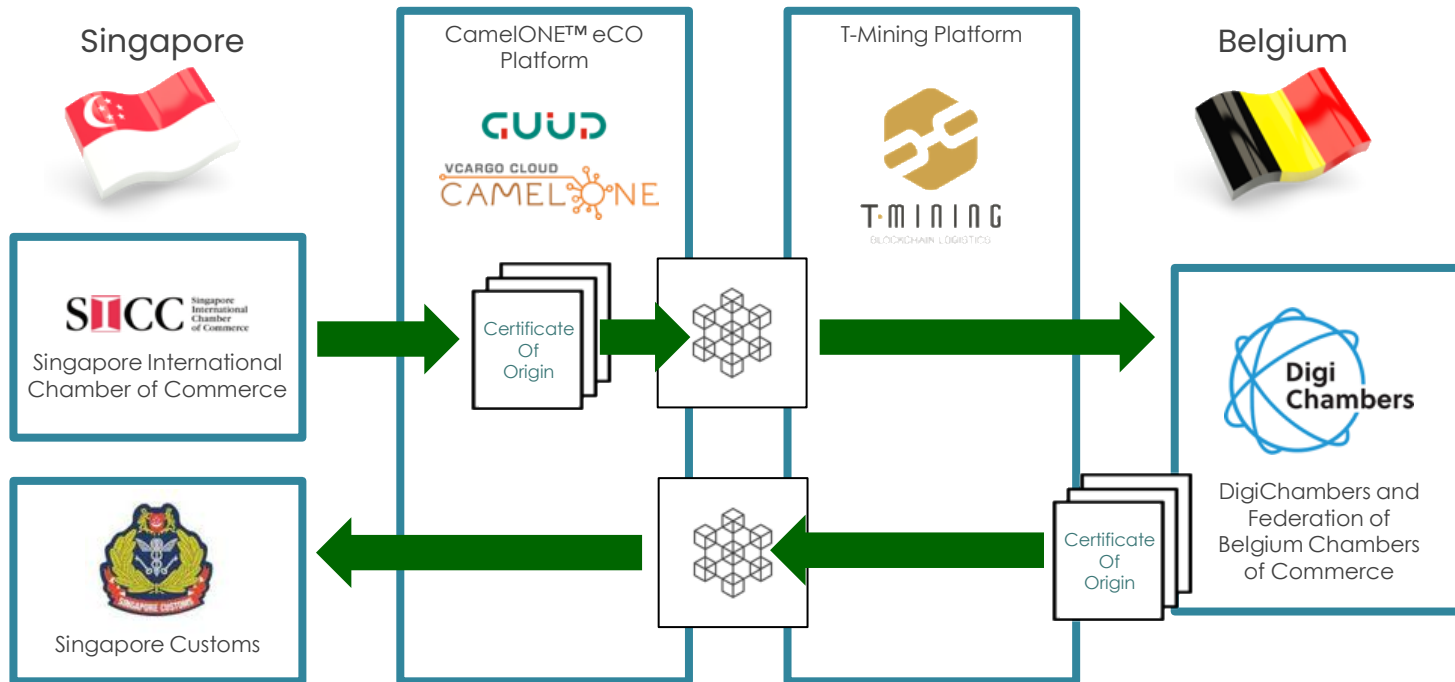 Singapore
CamelONE™ eCO
Platform
T-Mining Platform
Belgium
GUUD
VCARGO CLOUD
CAMELONE
T·MINING
BLOCKCHAIN LOGISTICS
SICC
Singapore
International
Chamber
of Commerce
Singapore International
Chamber of Commerce
Certificate
Of
Origin
Digi
Chambers
DigiChambers and
Federation of
Belgium Chambers
of Commerce
SINGAPORE CUSTOMS
Singapore Customs
Certificate
Of
Origin